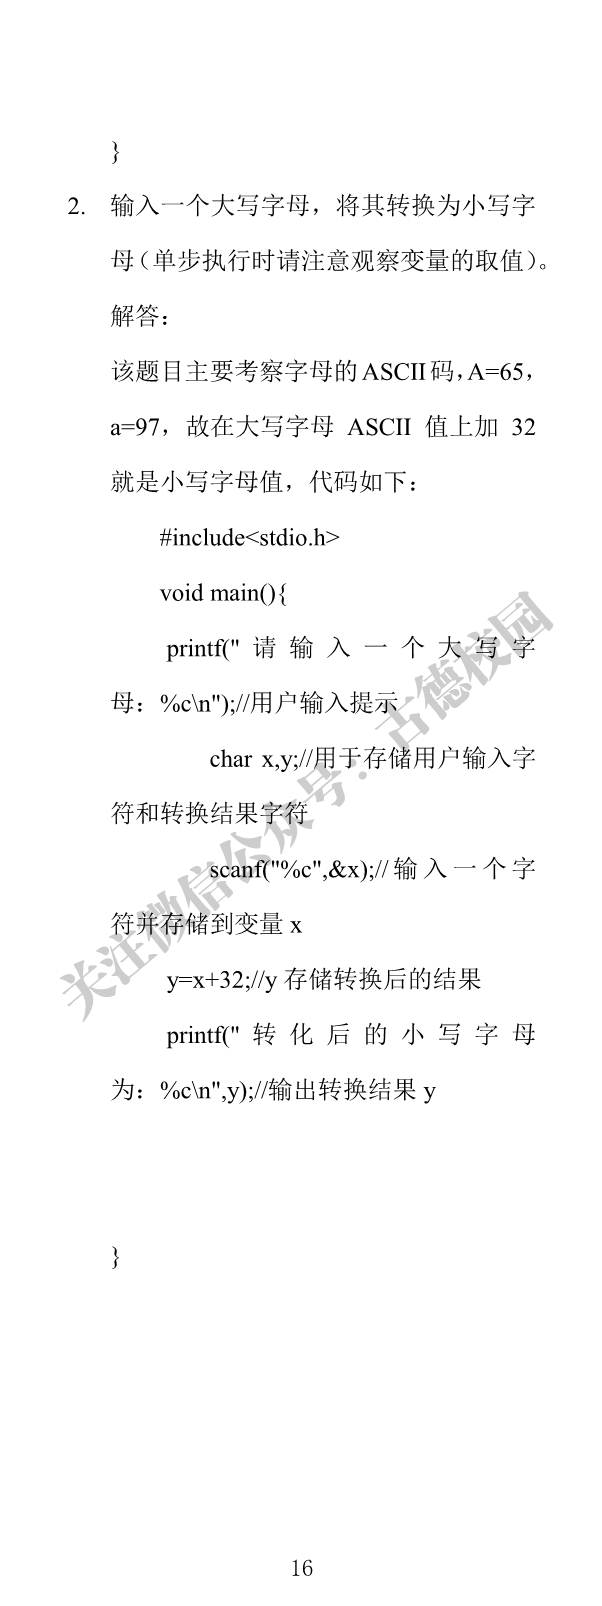 }
2. 输入一个大写字母，将其转换为小写字
母（单步执行时请注意观察变量的取值）。
解答：
该题目主要考察字母的 ASCII 码，A=65，
a=97，故在大写字母 ASCII 值上加 32
就是小写字母值，代码如下：
#include<stdio.h>
void main(){
printf("请输入一个大写字
母：%c\n");//用户输入提示
char x,y;//用于存储用户输入字
符和转换结果字符
scanf("%c",&x);//输入一个字
符并存储到变量 x
y=x+32;//y 存储转换后的结果
printf("转化后的小写字母
为：%c\n",y);//输出转换结果 y
}
关注微信公众号：古德校园
16